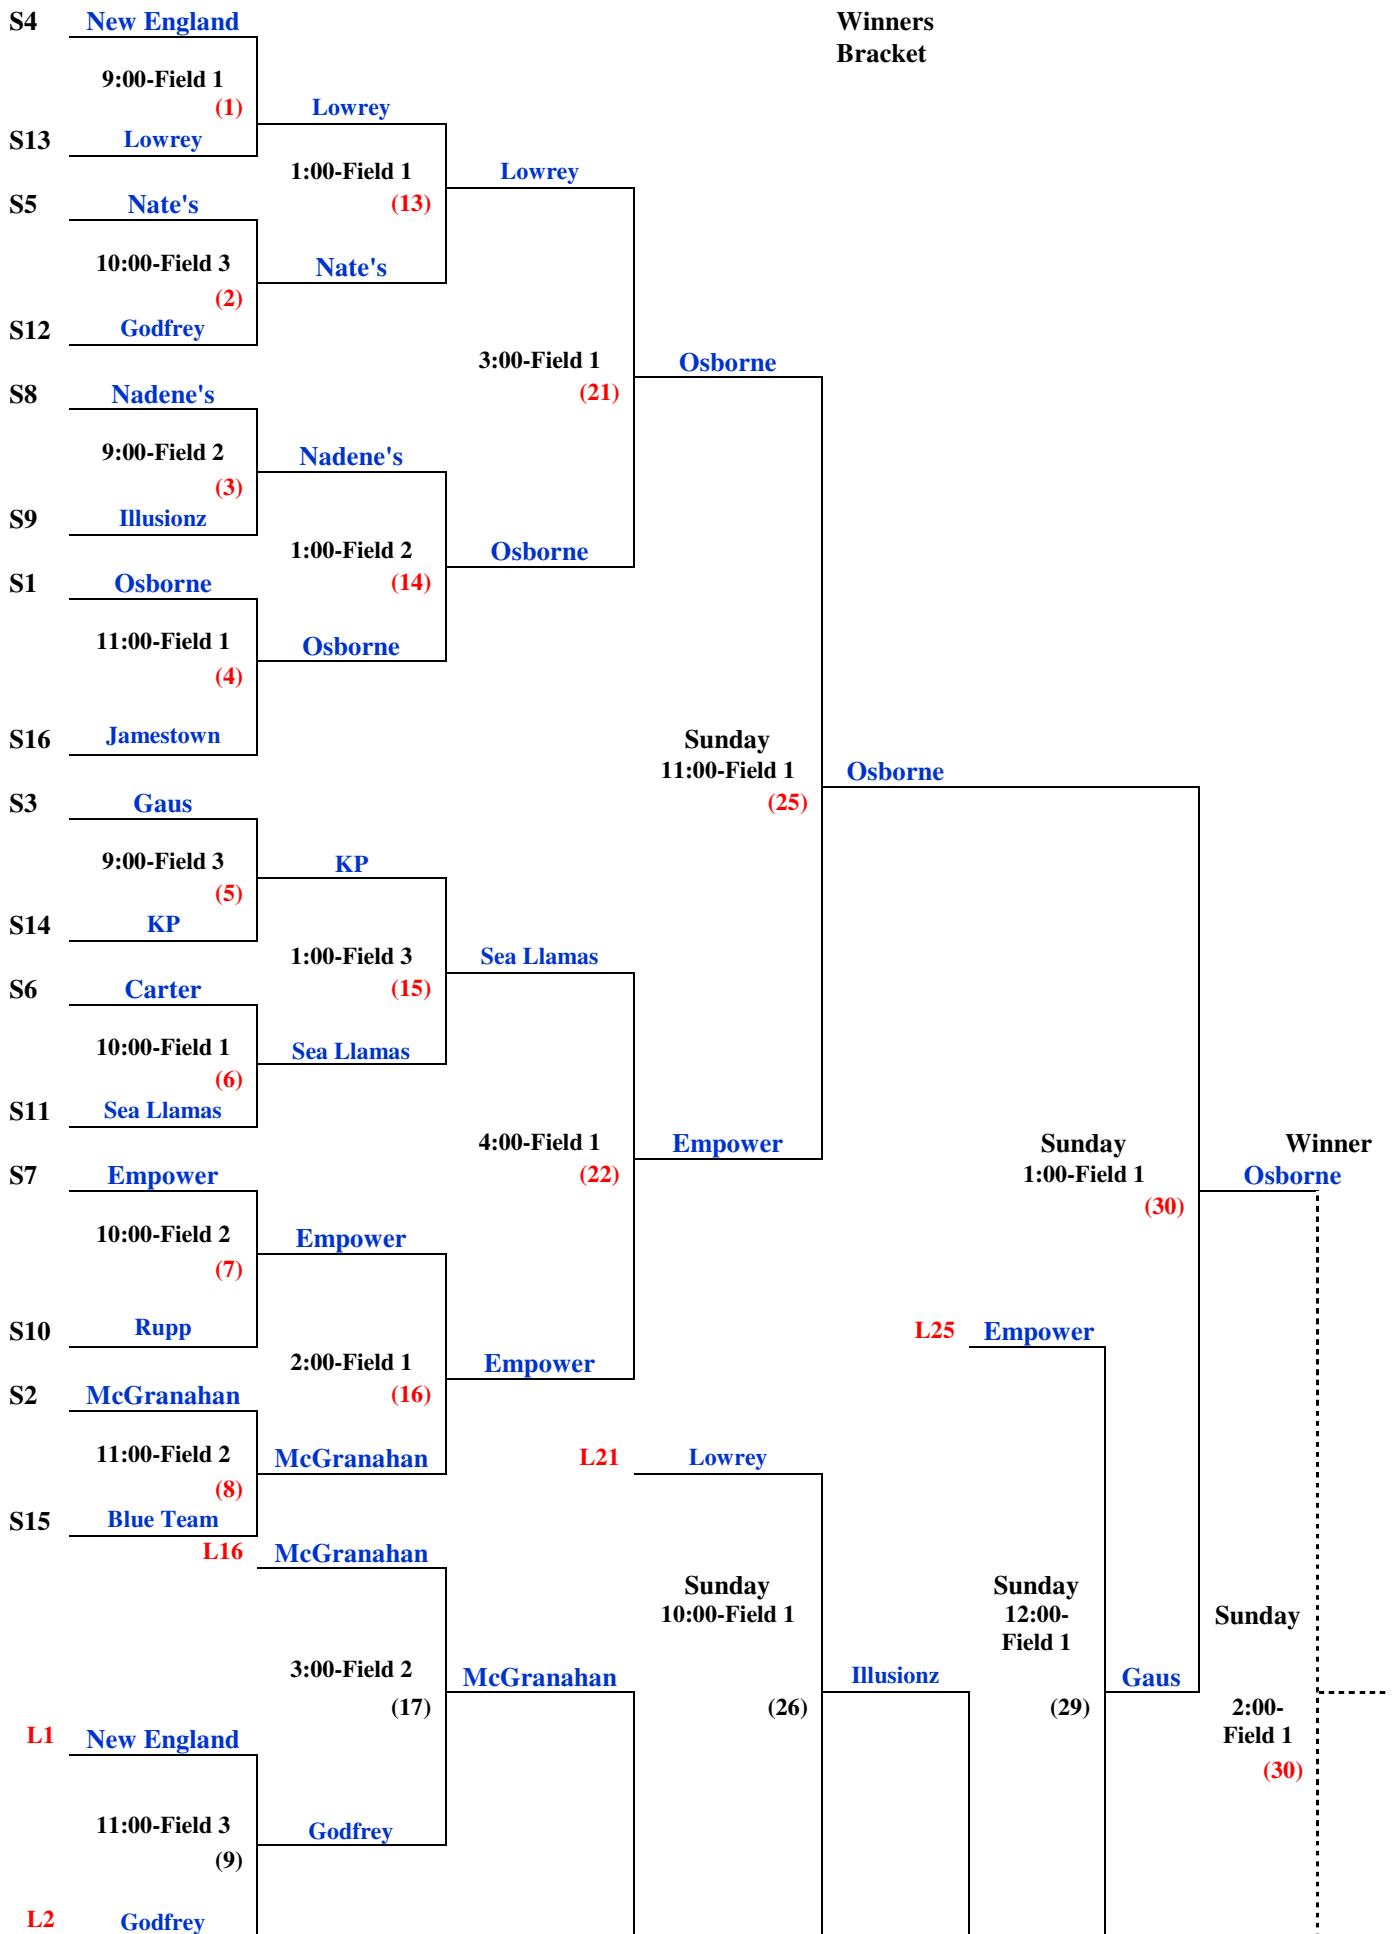 S4 New England
Winners
Bracket
9:00-Field 1
(1)
Lowrey
S13 Lowrey
1:00-Field 1
(13)
Lowrey
S5 Nate's
10:00-Field 3
(2)
Nate's
S12 Godfrey
3:00-Field 1
(21)
Osborne
S8 Nadene's
9:00-Field 2
(3)
Nadene's
S9 Illusionz
1:00-Field 2
(14)
Osborne
S1 Osborne
11:00-Field 1
(4)
Osborne
S16 Jamestown
Sunday
11:00-Field 1
(25)
Osborne
S3 Gaus
9:00-Field 3
(5)
KP
S14 KP
1:00-Field 3
(15)
Sea Llamas
S6 Carter
10:00-Field 1
(6)
Sea Llamas
S11 Sea Llamas
4:00-Field 1
(22)
Empower
Sunday
1:00-Field 1
(30)
Winner
Osborne
S7 Empower
10:00-Field 2
(7)
Empower
S10 Rupp
L25 Empower
2:00-Field 1
(16)
Empower
S2 McGranahan
11:00-Field 2
(8)
McGranahan
L21 Lowrey
S15 Blue Team
L16 McGranahan
Sunday
10:00-Field 1
(26)
Illusionz
Sunday
12:00-
Field 1
(29)
Gaus
Sunday
2:00-
Field 1
(30)
3:00-Field 2
(17)
McGranahan
L1 New England
11:00-Field 3
(9)
Godfrey
L2 Godfrey